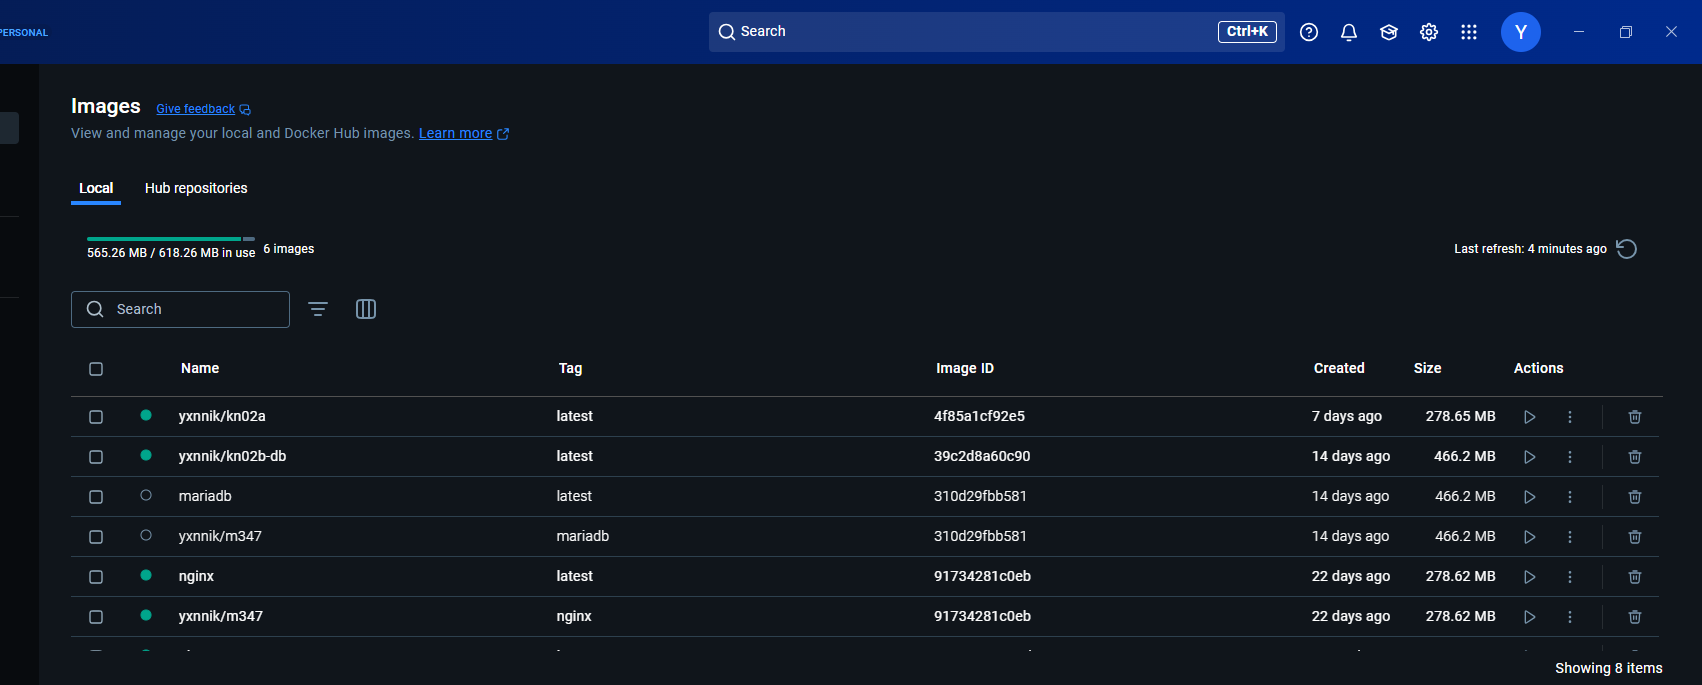 PERSONAL
Search Ctrl+K
Y
Images Give feedback
View and manage your local and Docker Hub images. Learn more
Local Hub repositories
565.26 MB / 618.26 MB in use 6 images
Last refresh: 4 minutes ago
Search
Name Tag Image ID Created Size Actions
yxnnik/kn02a latest 4f85a1cf92e5 7 days ago 278.65 MB
yxnnik/kn02b-db latest 39c2d8a60c90 14 days ago 466.2 MB
mariadb latest 310d29fbb581 14 days ago 466.2 MB
yxnnik/m347 mariadb 310d29fbb581 14 days ago 466.2 MB
nginx latest 91734281c0eb 22 days ago 278.62 MB
yxnnik/m347 nginx 91734281c0eb 22 days ago 278.62 MB
Showing 8 items